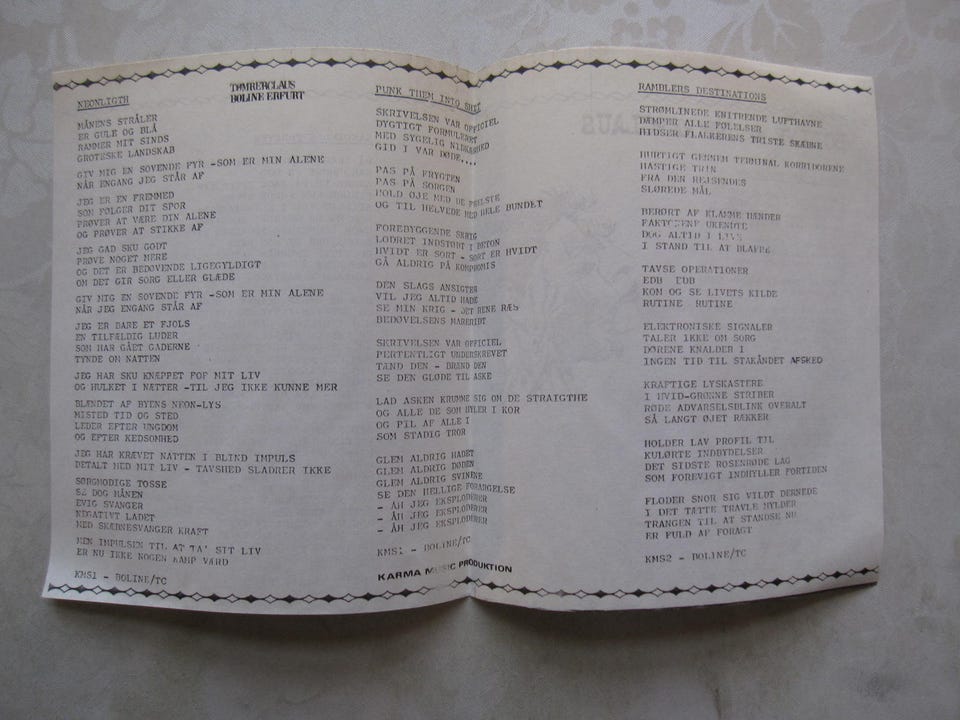 NEONLIGTH
MÅNENS STRÅLER
ER GULE OG BLÅ
RAMMER MIT SINDS
GROTESKE LANDSKAB
GIV MIG EN SOVENDE FYR -SOM ER MIN ALENE
NÅR ENGANG JEG STÅR AF
JEG ER EN FREMMED
SOM FØLGER DIT SPOR
PRØVER AT VÆRE DIN ALENE
OG PRØVER AT STIKKE AF
JEG GAD SKU GODT
PRØVE NOGET MERE
OG DET ER BEDØVENDE LIGEGYLDIGT
OM DET GIR SORG ELLER GLÆDE
GIV MIG EN SOVENDE FYR -SOM ER MIN ALENE
NÅR JEG ENGANG STÅR AF
JEG ER BARE ET FJOLS
EN TILFÆLDIG LUDER
SOM HAR GÅET GADERNE
TYNDE OM NATTEN
JEG HAR SKU KNÆPPET FOR MIT LIV
OG HULKET I NÆTTER -TIL JEG IKKE KUNNE MER
BLÆNDET AF BYENS NEON-LYS
MISTED TID OG STED
LEDER EFTER UNGDOM
OG EFTER KEDSOMHED
JEG HAR KRÆVET NATTEN I BLIND IMPULS
BETALT MED MIT LIV - TAVSHED SLADRER IKKE
SØRGMODIGE TOSSE
SE DOG MÅNEN
EVIG SVANGER
NEGATIVT LADET
MED SKÆBNESVANGER KRAFT
MEN IMPULSEN TIL AT TA' SIT LIV
ER NU IKKE NOGEN KAMP VÆRD
KMS1 - BOLINE/TC
TØMRERCLAUS
BOLINE ERFURT
PUNK THEM INTO SHIT
SKRIVELSEN VAR OFFICIEL
DYGTIGT FORMULERET
MED SYGELIG NIDKÆRHED
GID I VAR DØDE....
PAS PÅ FRYGTEN
PAS PÅ SORGEN
HOLD ØJE MED DE FRELSTE
OG TIL HELVEDE MED HELE BUNDET
FOREBYGGENDE SKRIG
LODRET INDSTØBT I BETON
HVIDT ER SORT - SORT ER HVIDT
GÅ ALDRIG PÅ KOMPROMIS
DEN SLAGS ANSIGTER
VIL JEG ALTID HADE
SE MIN KRIG - DET RENE RÆS
BEDØVELSENS MARERIDT
SKRIVELSEN VAR OFFICIEL
PERTENTLIGT UNDERSKREVET
TÆND DEN - BRÆND DEN
SE DEN GLØDE TIL ASKE
LAD ASKEN KRUMME SIG OM DE STRAIGTHE
OG ALLE DE SOM HYLER I KOR
OG PIL AF ALLE I
SOM STADIG TROR
GLEM ALDRIG HADET
GLEM ALDRIG DØDEN
GLEM ALDRIG SVINENE
SE DEN HELLIGE FORARGELSE
- ÅH JEG EKSPLODERER
- ÅH JEG EKSPLODERER
- ÅH JEG EKSPLODERER
KMS1 - BOLINE/TC
KARMA MUSIC PRODUKTION
RAMBLERS DESTINATIONS
STRØMLINEDE KNITRENDE LUFTHAVNE
DÆMPER ALLE FØLELSER
HIDSER FLAKKERENS TRISTE SKÆBNE
HURTIGT GENNEM TERMINAL KORRIDORENE
HASTIGE TRIN
FRA DEN REJSENDES
SLØREDE MÅL
BERØRT AF KLAMME HÆNDER
FAKTORENE UKENDTE
DOG ALTID I LIVE
I STAND TIL AT BLAFRE
TAVSE OPERATIONER
EDB EDB
KOM OG SE LIVETS KILDE
RUTINE RUTINE
ELEKTRONISKE SIGNALER
TALER IKKE OM SORG
DØRENE KNALDER I
INGEN TID TIL STAKÅNDET AFSKED
KRAFTIGE LYSKASTERE
I HVID-GRØNNE STRIBER
RØDE ADVARSELSBLINK OVERALT
SÅ LANGT ØJET RÆKKER
HOLDER LAV PROFIL TIL
KULØRTE INDBYDELSER
DET SIDSTE ROSENRØDE LAG
SOM FOREVIGT INDHYLLER FORTIDEN
FLODER SNOR SIG VILDT DERNEDE
I DET TÆTTE TRAVLE MYLDER
TRANGEN TIL AT STANDSE NU
ER FULD AF FORAGT
KMS2 - BOLINE/TC